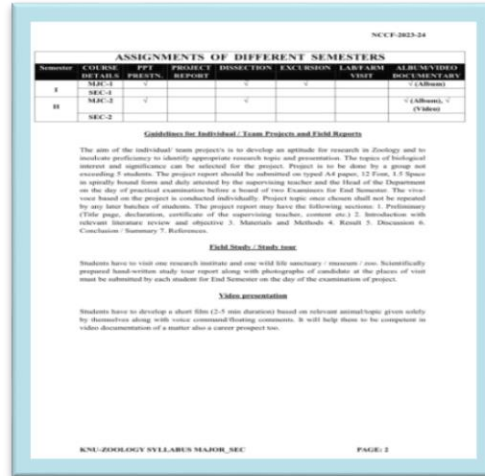 NCCF-2023-24
ASSIGNMENTS OF DIFFERENT SEMESTERS
Semester COURSE DETAILS PPT PRESTN. PROJECT REPORT DISSECTION EXCURSION LAB/FARM VISIT ALBUM/VIDEO DOCUMENTARY
I MJC-1 √ √ √ √ (Album)
SEC-1
II MJC-2 √ √ √ (Album), √ (Video)
SEC-2
Guidelines for Individual / Team Projects and Field Reports
The aim of the individual/ team project/s is to develop an aptitude for research in Zoology and to
inculcate proficiency to identify appropriate research topic and presentation. The topics of biological
interest and significance can be selected for the project. Project is to be done by a group not
exceeding 5 students. The project report should be submitted on typed A4 paper, 12 Font, 1.5 Space
in spirally bound form and duly attested by the supervising teacher and the Head of the Department
on the day of practical examination before a board of two Examiners for End Semester. The viva-
voce based on the project is conducted individually. Project topic once chosen shall not be repeated
by any later batches of students. The project report may have the following sections: 1. Preliminary
(Title page, declaration, certificate of the supervising teacher, content etc.) 2. Introduction with
relevant literature review and objective 3. Materials and Methods 4. Result 5. Discussion 6.
Conclusion / Summary 7. References.
Field Study / Study tour
Students have to visit one research institute and one wild life sanctuary / museum / zoo. Scientifically
prepared hand-written study tour report along with photographs of candidate at the places of visit
must be submitted by each student for End Semester on the day of the examination of project.
Video presentation
Students have to develop a short film (2-5 min duration) based on relevant animal/topic given solely
by themselves along with voice command/floating comments. It will help them to be competent in
video documentation of a matter also a career prospect too.
KNU-ZOOLOGY SYLLABUS MAJOR_SEC PAGE: 2